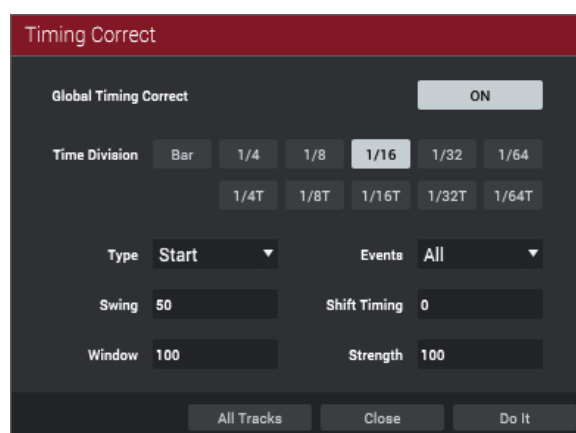 Timing Correct
Global Timing Correct ON
Time Division Bar 1/4 1/8 1/16 1/32 1/64
1/4T 1/8T 1/16T 1/32T 1/64T
Type Start Events All
Swing 50 Shift Timing 0
Window 100 Strength 100
All Tracks Close Do It